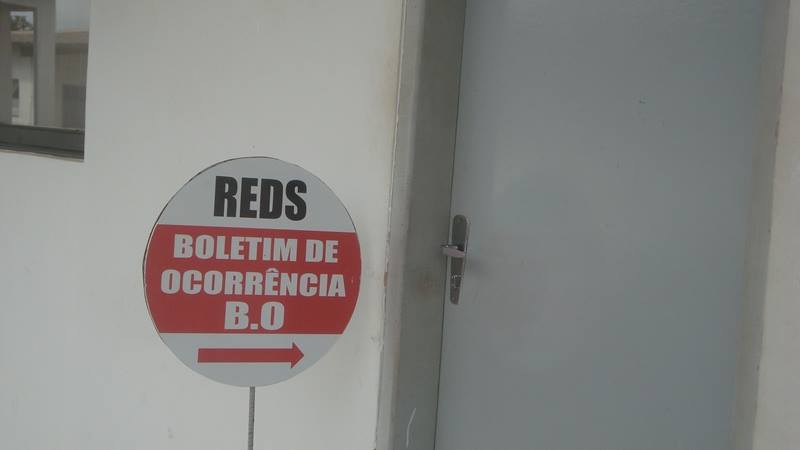 REDS
BOLETIM DE
OCORRÊNCIA
B.O